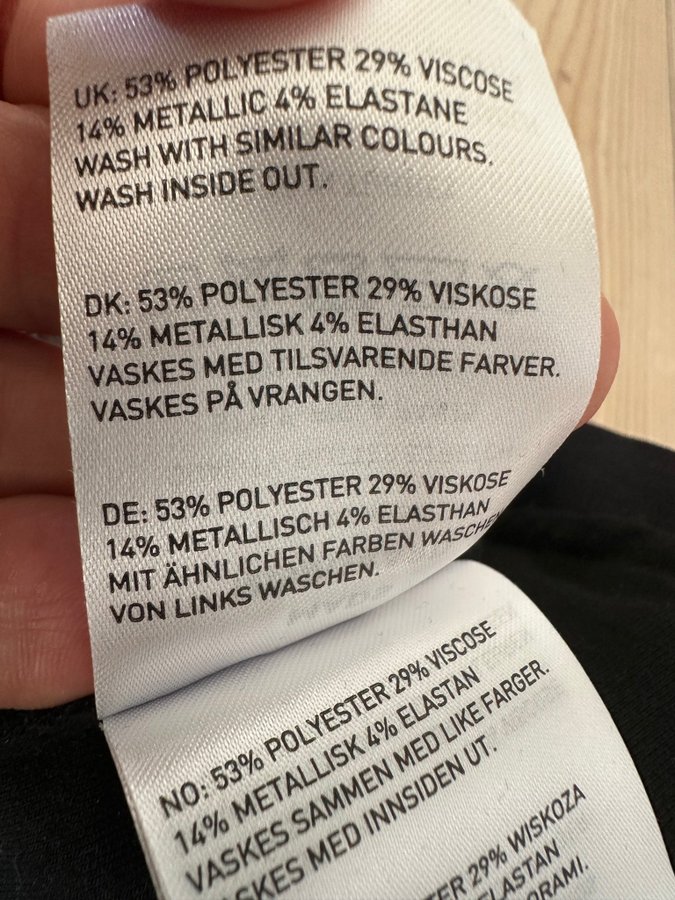 UK: 53% POLYESTER 29% VISCOSE
14% METALLIC 4% ELASTANE
WASH WITH SIMILAR COLOURS.
WASH INSIDE OUT.
DK: 53% POLYESTER 29% VISKOSE
14% METALLISK 4% ELASTHAN
VASKES MED TILSVARENDE FARVER.
VASKES PÅ VRANGEN.
DE: 53% POLYESTER 29% VISKOSE
14% METALLISCH 4% ELASTHAN
MIT ÄHNLICHEN FARBEN
VON LINKS WASCHEN.
NO: 53% POLYESTER 29% VISCOSE
14% METALLISK 4% ELASTAN
VASKES SAMMEN MED LIKE FARGER.
MED INNSIDEN UT.
29% WISKOZA